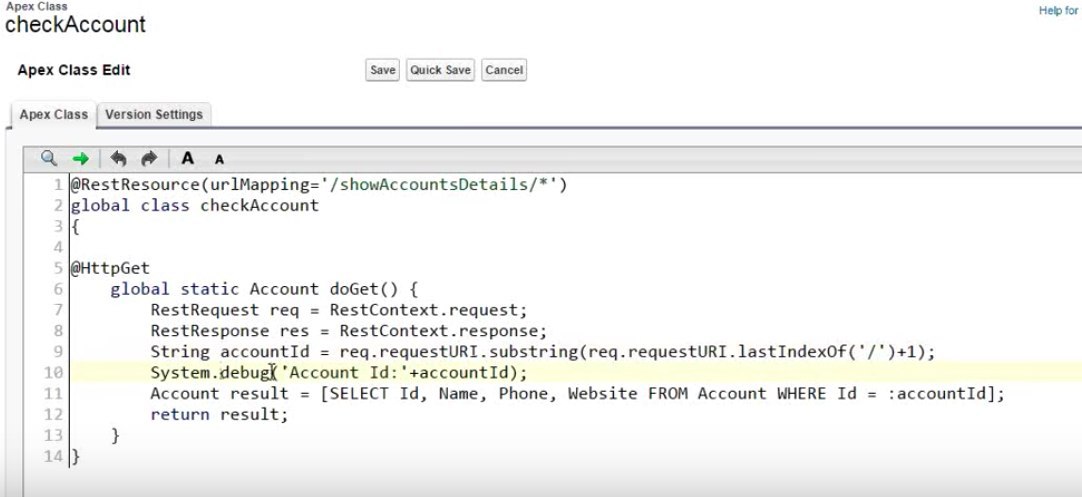 Apex Class
checkAccount
Help for
Apex Class Edit
Save Quick Save Cancel
Apex Class Version Settings
A A
1 @RestResource(urlMapping='/showAccountsDetails/*')
2 global class checkAccount
3 {
4
5 @HttpGet
6 global static Account doGet() {
7 RestRequest req = RestContext.request;
8 RestResponse res = RestContext.response;
9 String accountId = req.requestURI.substring(req.requestURI.lastIndexOf('/')+1);
10 System.debug('Account Id:'+accountId);
11 Account result = [SELECT Id, Name, Phone, Website FROM Account WHERE Id = :accountId];
12 return result;
13 }
14 }